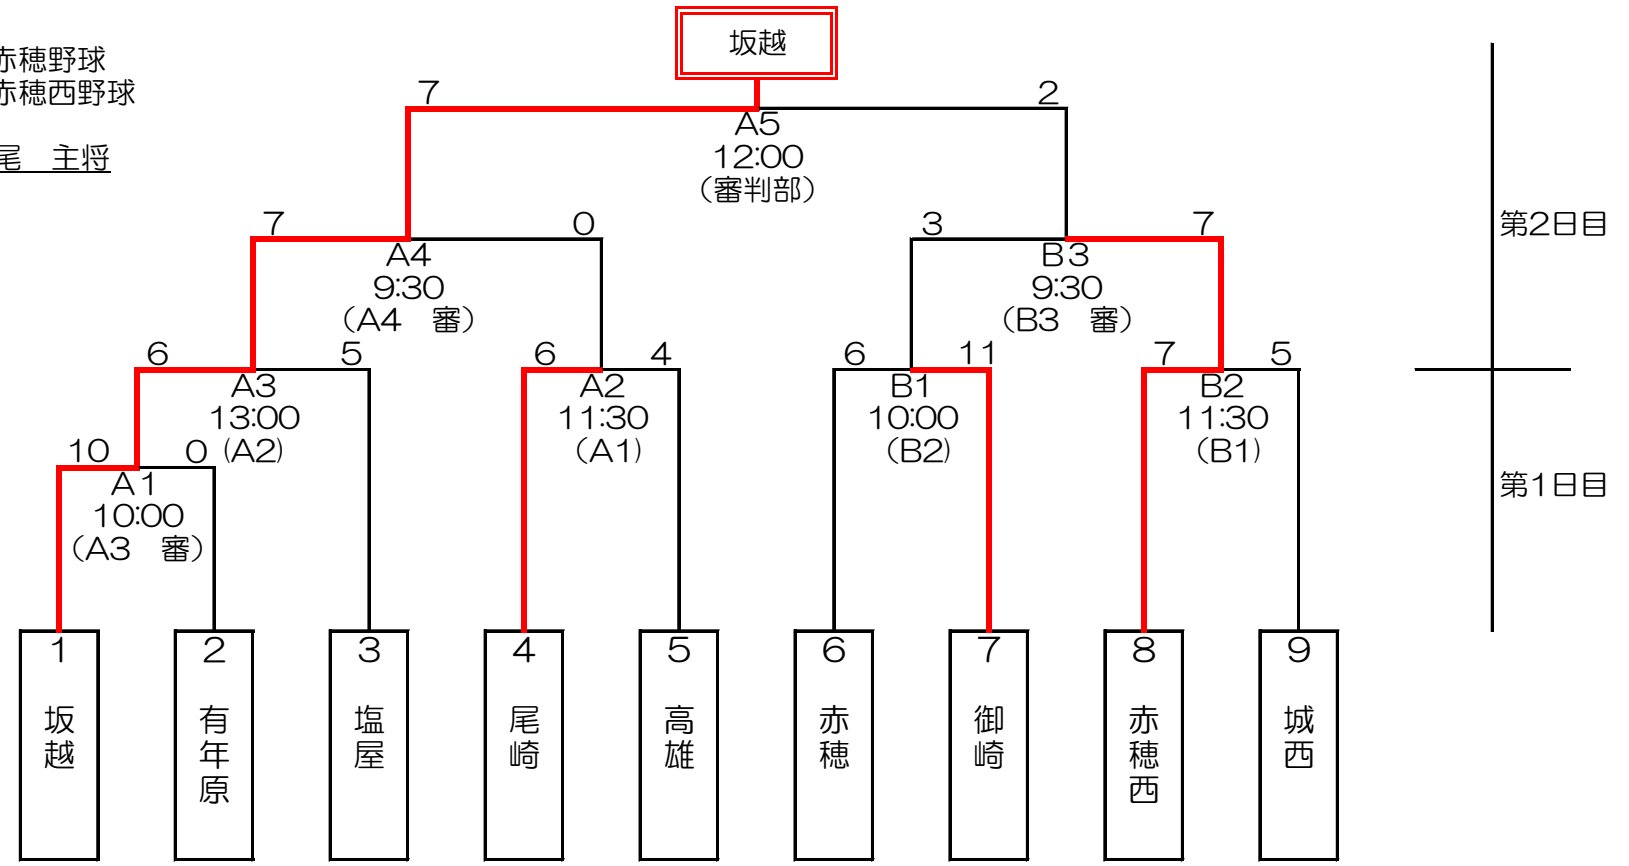 坂越
赤穂野球
赤穂西野球
尾　主将
7
2
A5
12:00
（審判部）
7
0
3
7
第2日目
A4
9:30
（A4　審）
B3
9:30
（B3　審）
6
5
6
4
6
11
7
5
A3
13:00
（A2）
A2
11:30
（A1）
B1
10:00
（B2）
B2
11:30
（B1）
10
0
A1
10:00
（A3　審）
第1日目
1
坂越
2
有年原
3
塩屋
4
尾崎
5
高雄
6
赤穂
7
御崎
8
赤穂西
9
城西